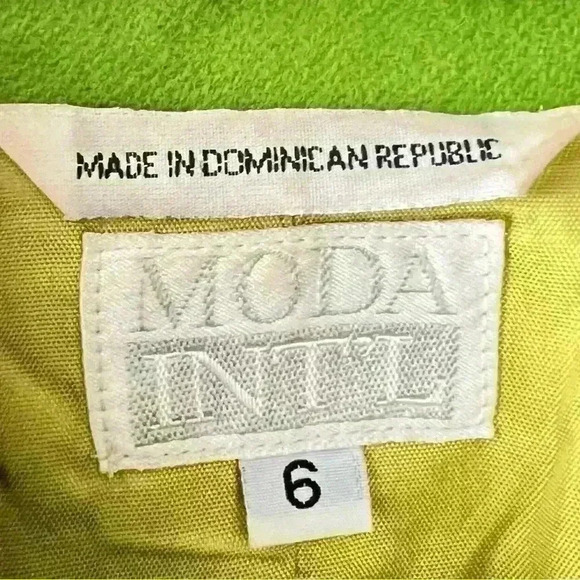 MADE IN DOMINICAN REPUBLIC
MODA
INT'L
6